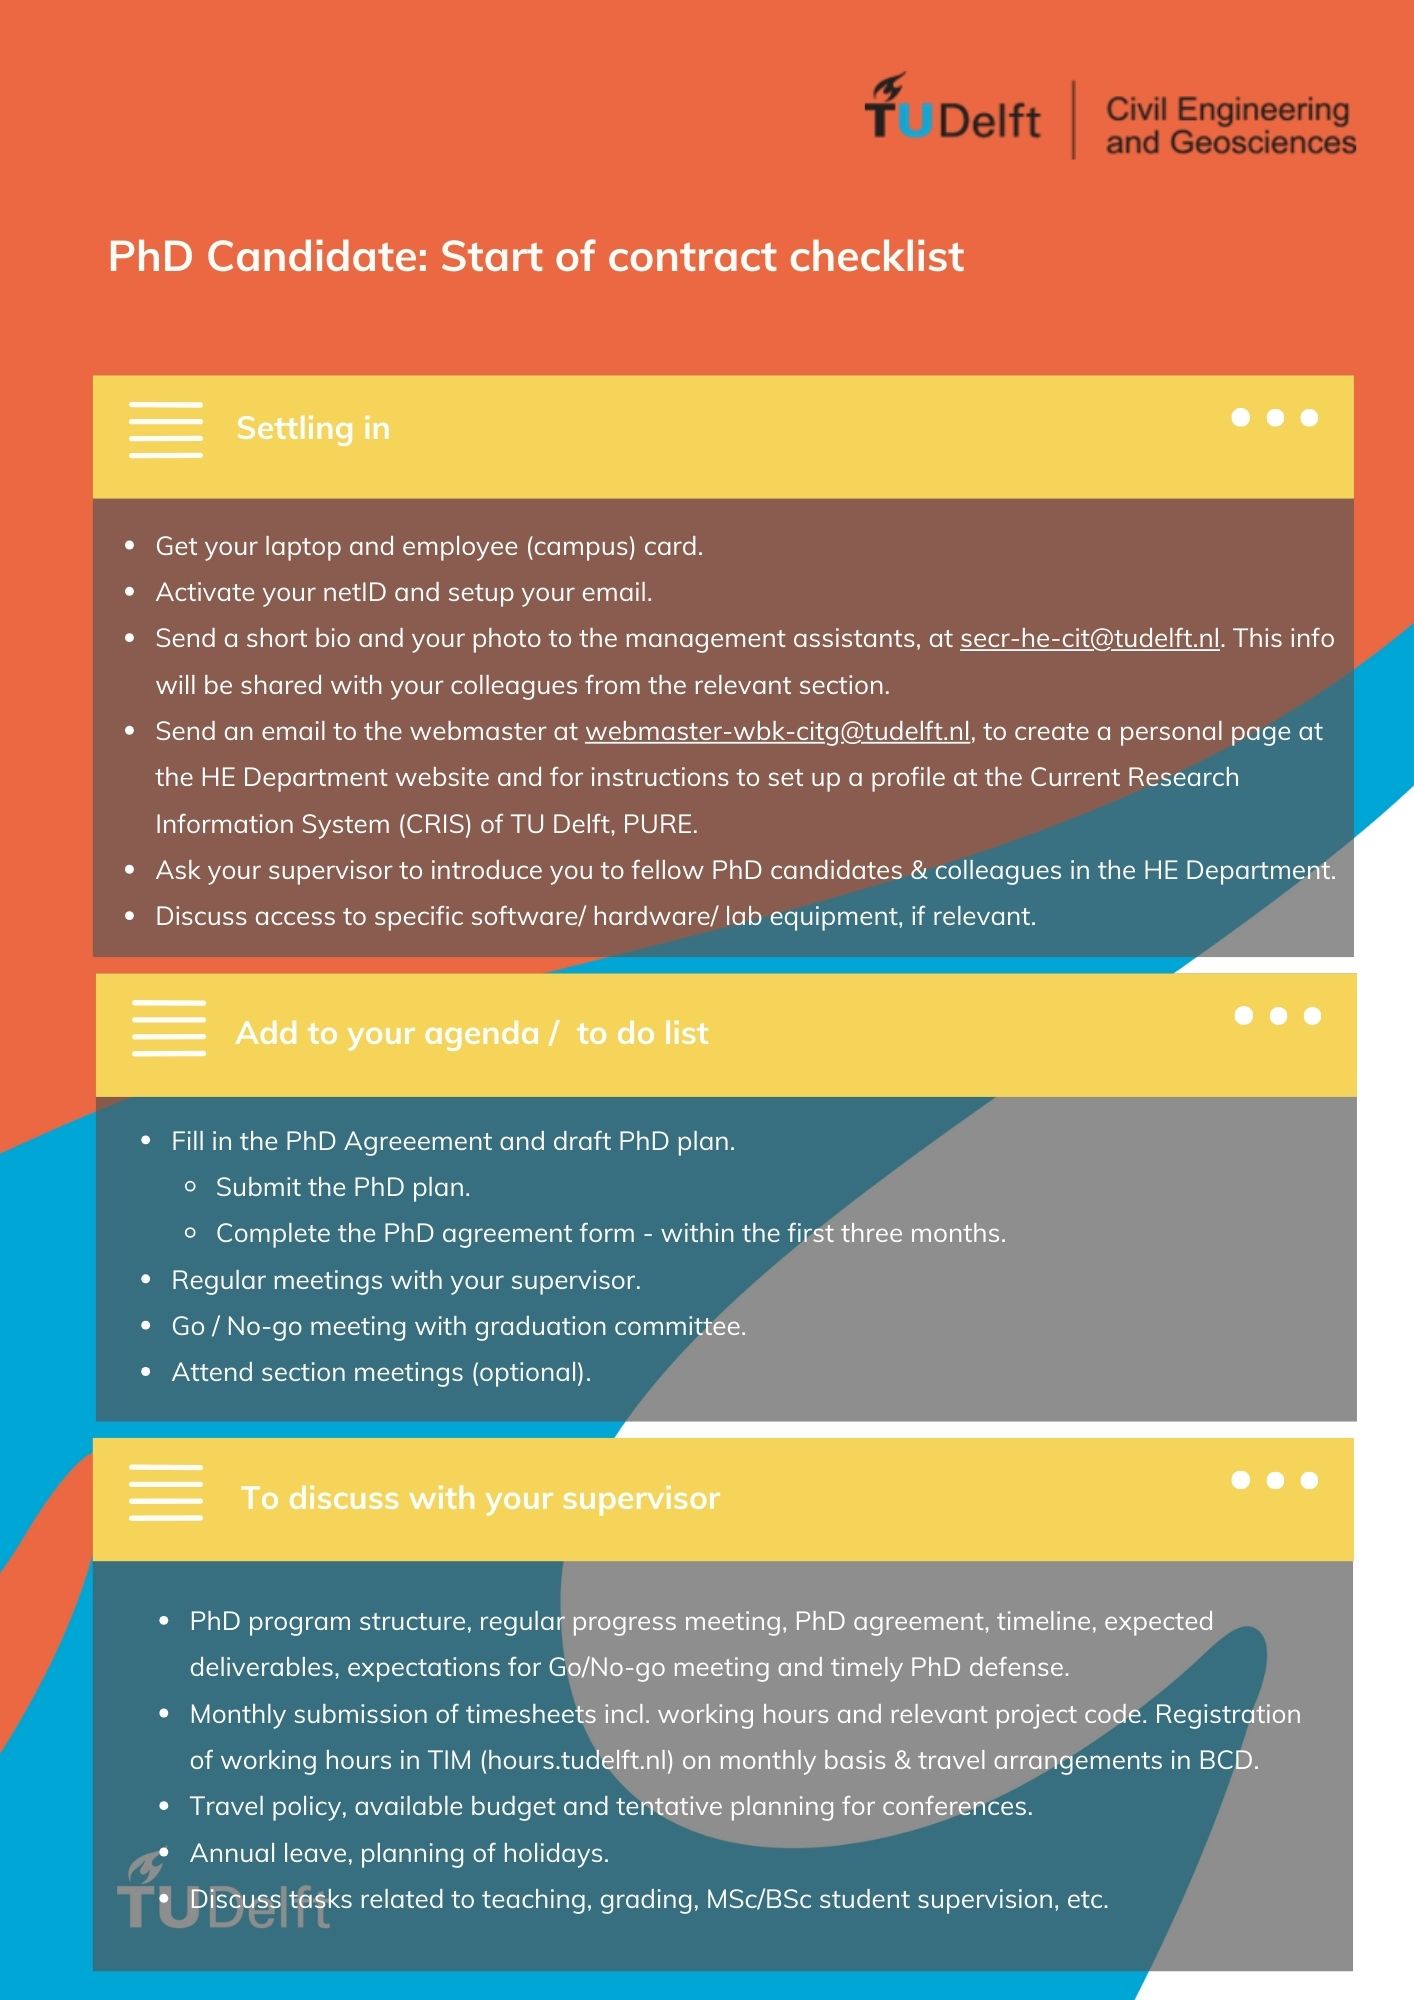 TUDelft
Civil Engineering
and Geosciences
PhD Candidate: Start of contract checklist
Settling in
Get your laptop and employee (campus) card.
Activate your netID and setup your email.
Send a short bio and your photo to the management assistants, at secr-he-cit@tudelft.nl. This info
will be shared with your colleagues from the relevant section.
Send an email to the webmaster at webmaster-wbk-citg@tudelft.nl, to create a personal page at
the HE Department website and for instructions to set up a profile at the Current Research
Information System (CRIS) of TU Delft, PURE.
Ask your supervisor to introduce you to fellow PhD candidates & colleagues in the HE Department.
Discuss access to specific software/ hardware/ lab equipment, if relevant.
Add to your agenda /  to do list
Fill in the PhD Agreeement and draft PhD plan.
Submit the PhD plan.
Complete the PhD agreement form - within the first three months.
Regular meetings with your supervisor.
Go / No-go meeting with graduation committee.
Attend section meetings (optional).
To discuss with your supervisor
PhD program structure, regular progress meeting, PhD agreement, timeline, expected
deliverables, expectations for Go/No-go meeting and timely PhD defense.
Monthly submission of timesheets incl. working hours and relevant project code. Registration
of working hours in TIM (hours.tudelft.nl) on monthly basis & travel arrangements in BCD.
Travel policy, available budget and tentative planning for conferences.
Annual leave, planning of holidays.
Discuss tasks related to teaching, grading, MSc/BSc student supervision, etc.
TUDelft